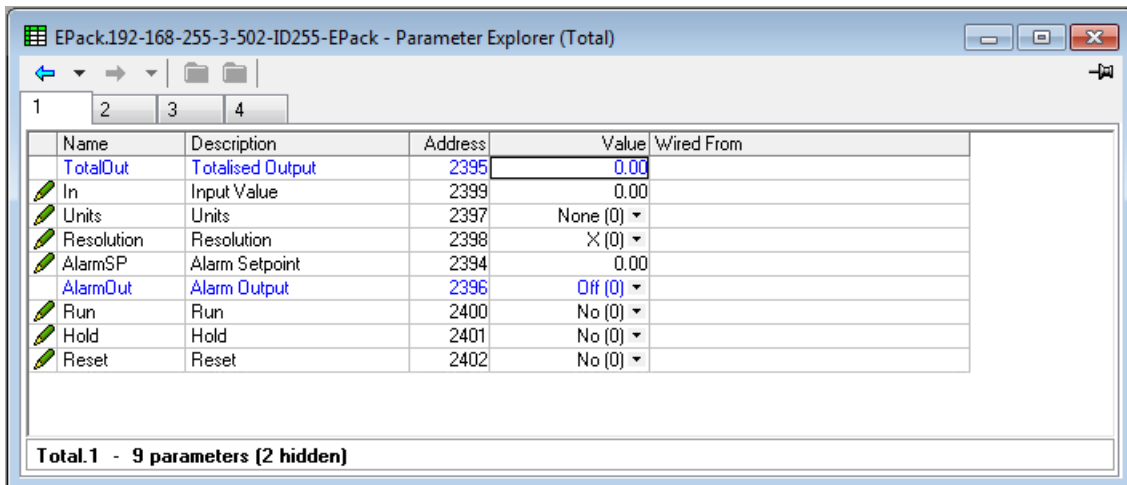 EPack.192-168-255-3-502-ID255-EPack - Parameter Explorer (Total)
1 2 3 4
Name Description Address Value Wired From
TotalOut Totalised Output 2395 0.00
In Input Value 2399 0.00
Units Units 2397 None (0)
Resolution Resolution 2398 X (0)
AlarmSP Alarm Setpoint 2394 0.00
AlarmOut Alarm Output 2396 Off (0)
Run Run 2400 No (0)
Hold Hold 2401 No (0)
Reset Reset 2402 No (0)
Total.1 - 9 parameters (2 hidden)